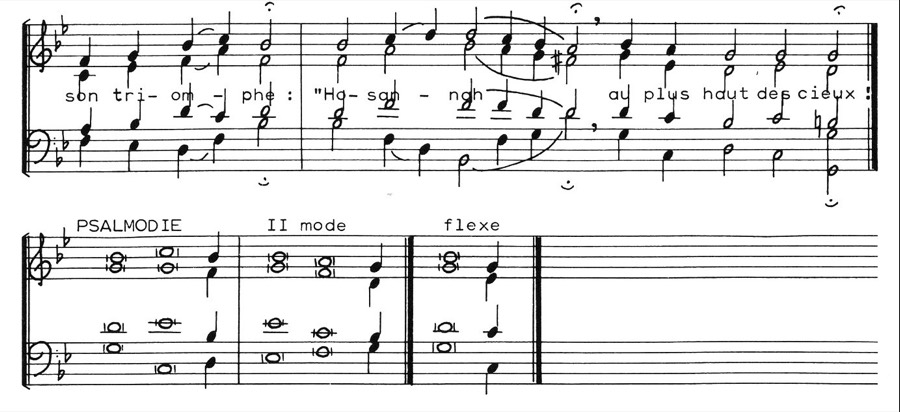 son tri- om - phe : "Ho- san - nah au plus haut des cieux !
PSALMODIE II mode flexe